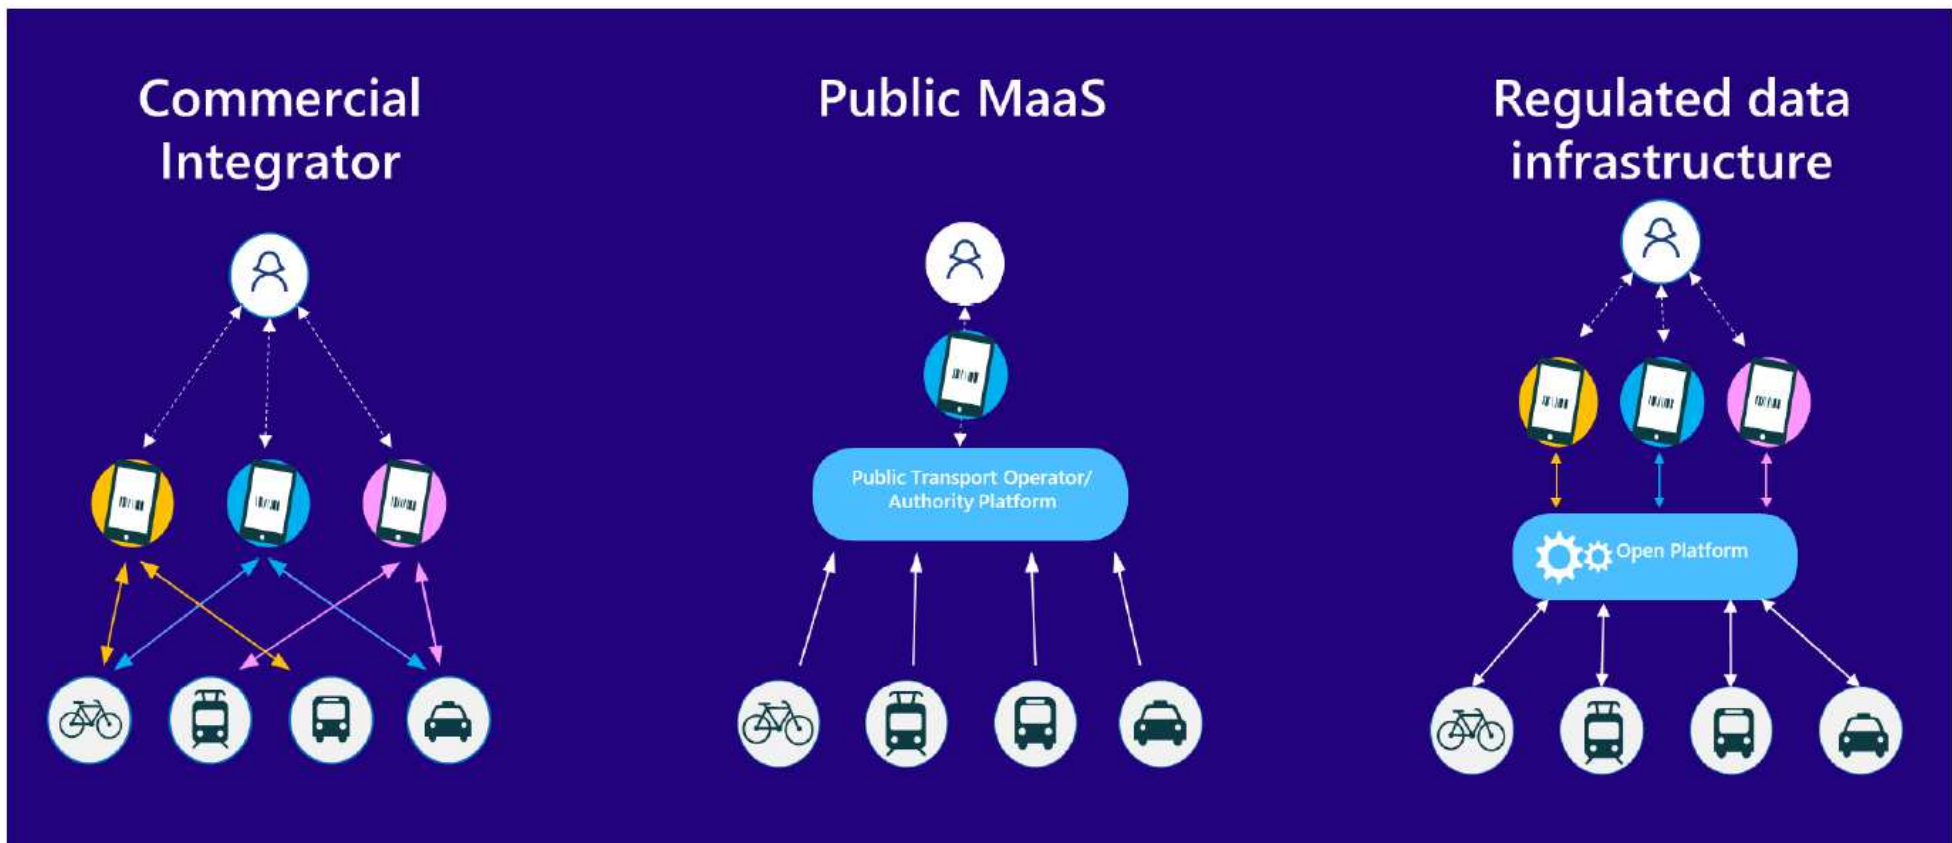 Commercial
Integrator
Public MaaS
Public Transport Operator/
Authority Platform
Regulated data
infrastructure
Open Platform